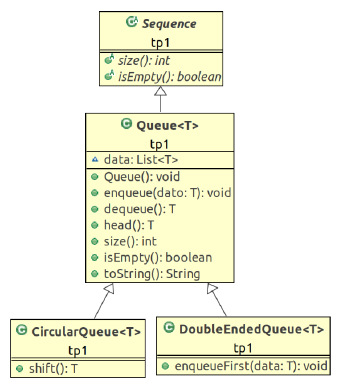 Sequence
tp1
size(): int
isEmpty(): boolean
Queue<T>
tp1
data: List<T>
Queue(): void
enqueue(dato: T): void
dequeue(): T
head(): T
size(): int
isEmpty(): boolean
toString(): String
CircularQueue<T>
tp1
shift(): T
DoubleEndedQueue<T>
tp1
enqueueFirst(data: T): void